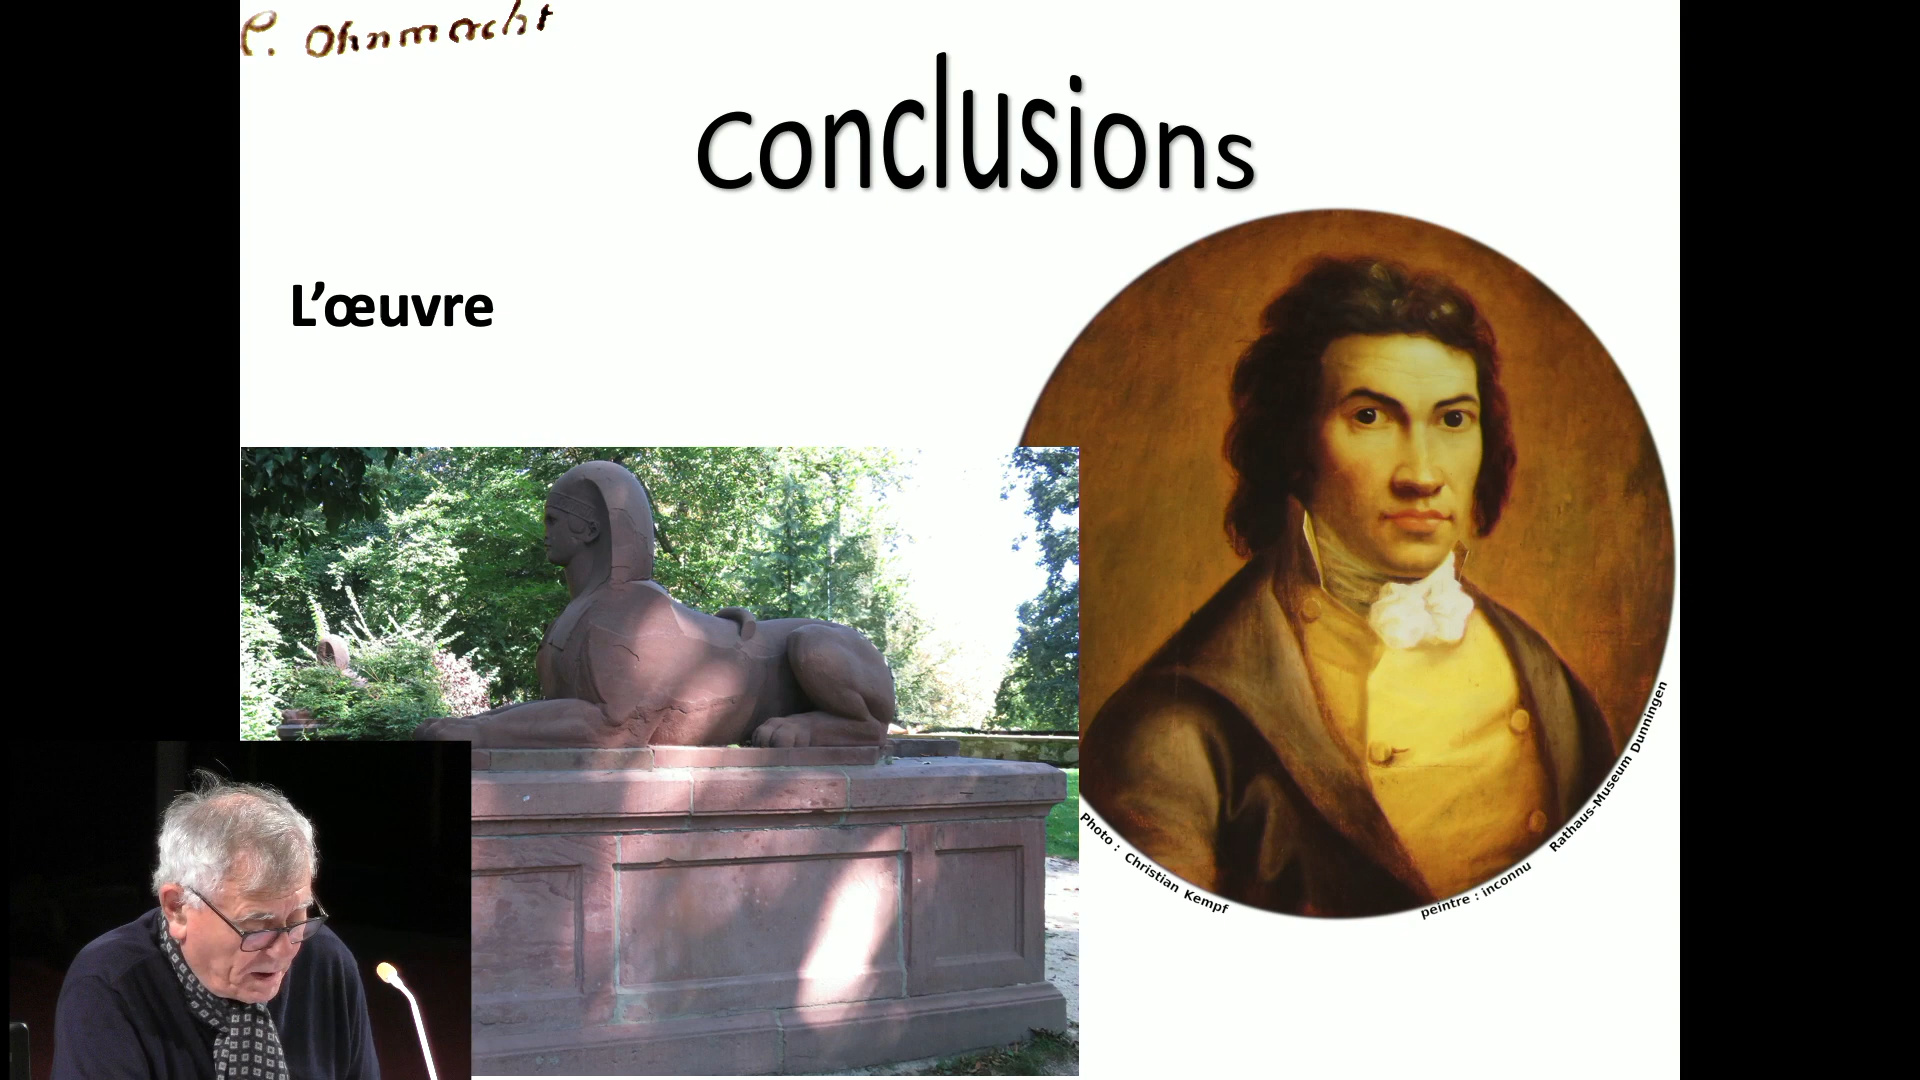 C. Ohnmacht
Conclusions
L’œuvre
Photo : Christian Kempf
peintre : inconnu
Rathaus-Museum Dunningen